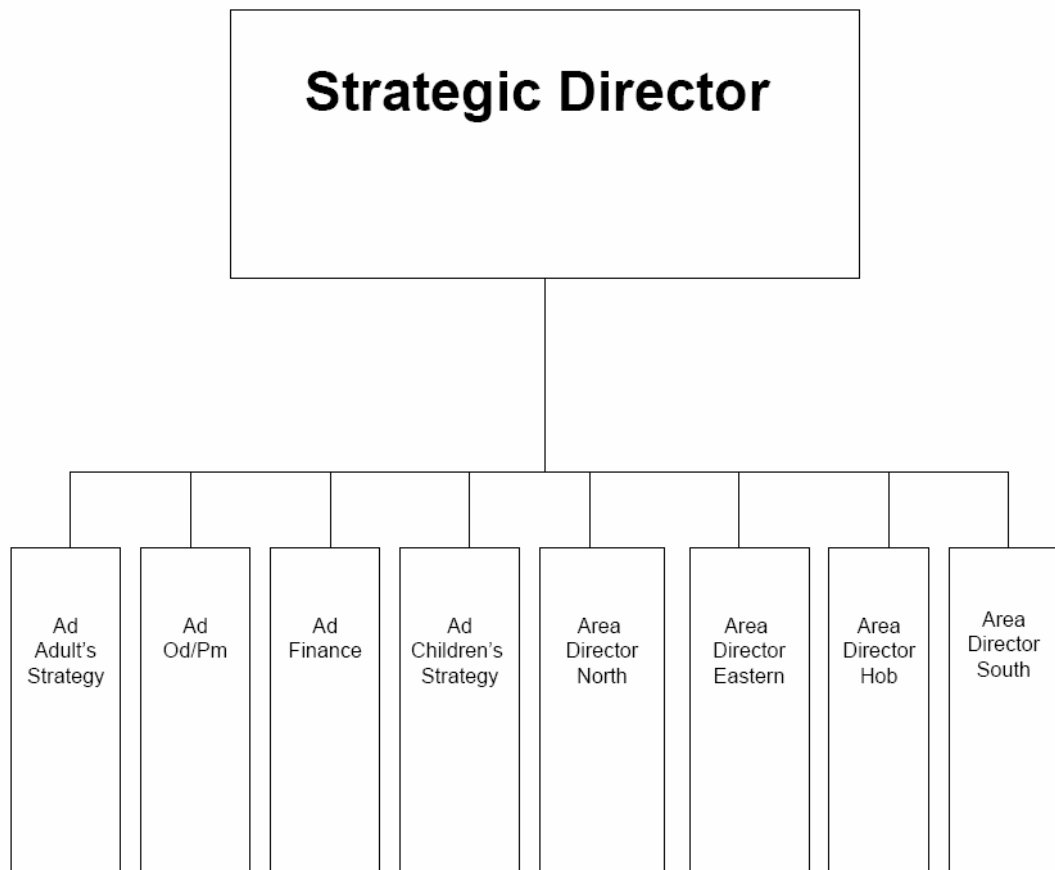 Strategic Director
Ad
Adult's
Strategy
Ad
Od/Pm
Ad
Finance
Ad
Children's
Strategy
Area
Director
North
Area
Director
Eastern
Area
Director
Hob
Area
Director
South